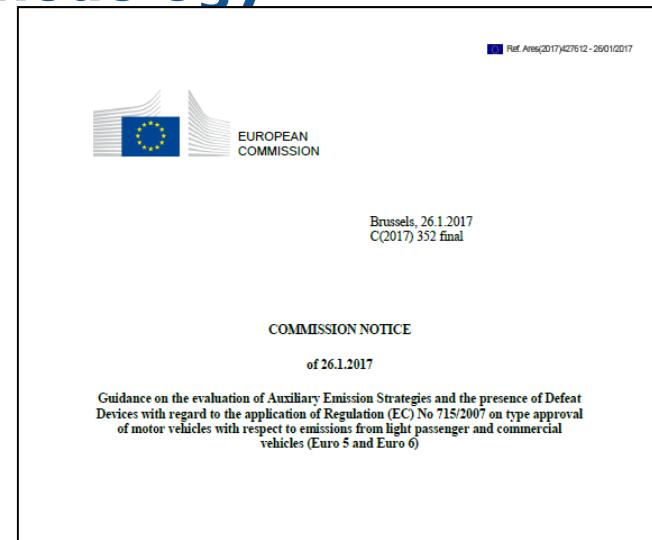 Ref. Ares(2017)427612 - 26/01/2017
EUROPEAN
COMMISSION
Brussels, 26.1.2017
C(2017) 352 final
COMMISSION NOTICE
of 26.1.2017
Guidance on the evaluation of Auxiliary Emission Strategies and the presence of Defeat
Devices with regard to the application of Regulation (EC) No 715/2007 on type approval
of motor vehicles with respect to emissions from light passenger and commercial
vehicles (Euro 5 and Euro 6)